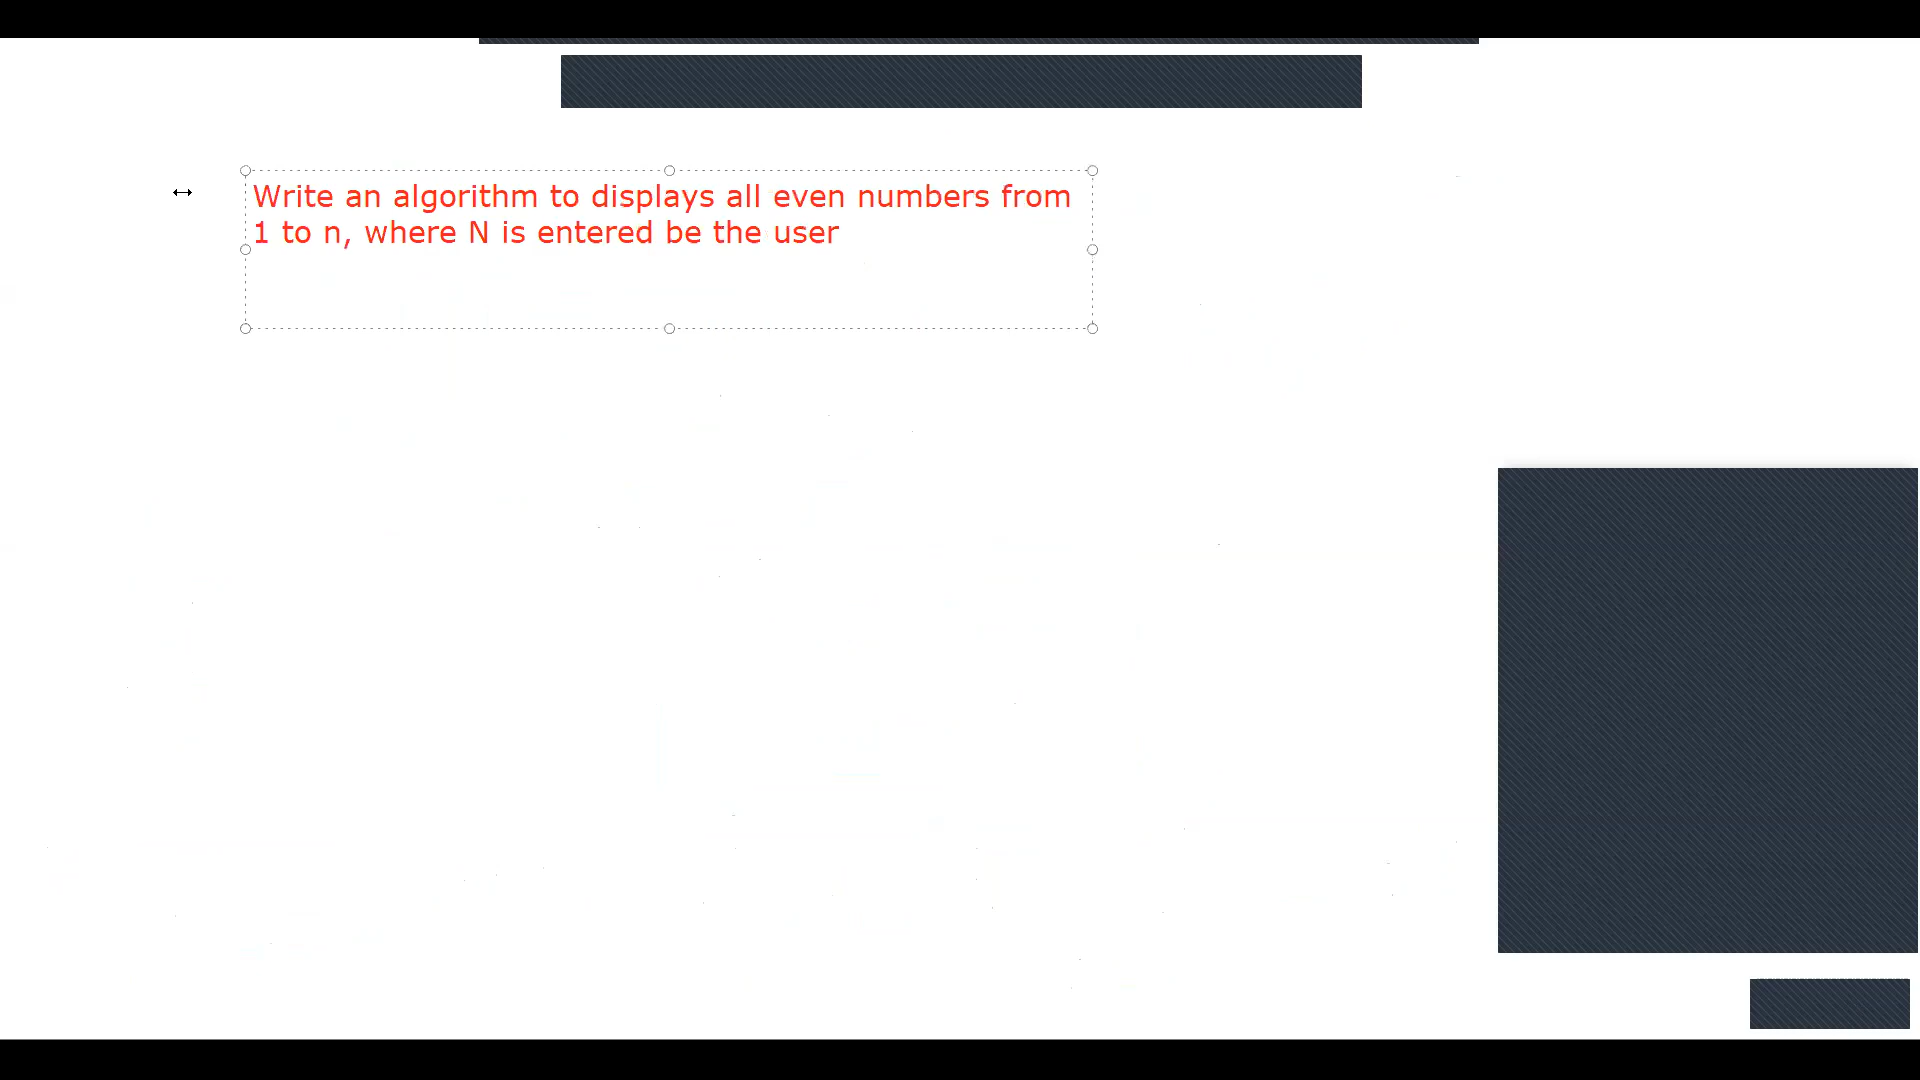 Write an algorithm to displays all even numbers from
1 to n, where N is entered be the user